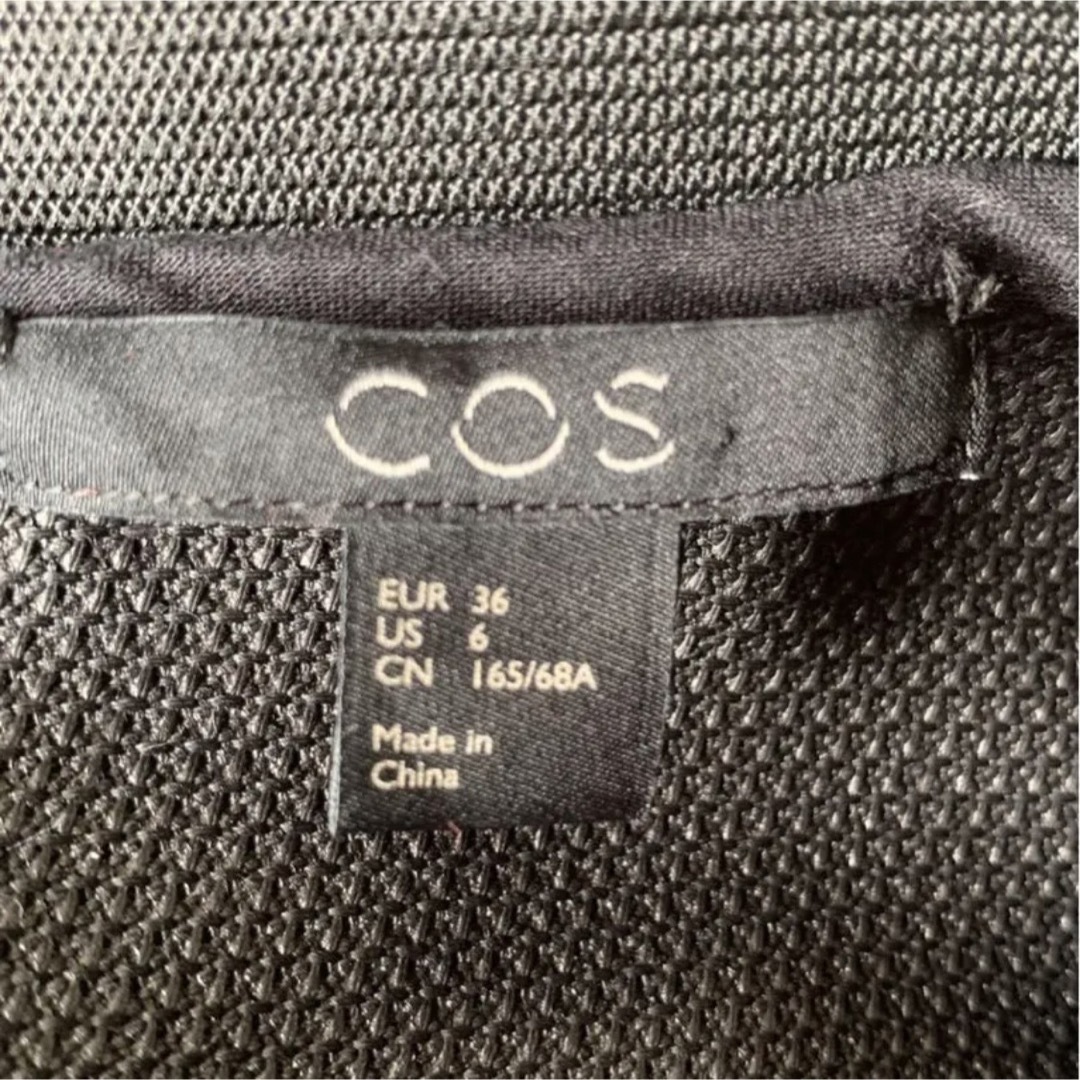 COS
EUR 36
US 6
CN 165/68A
Made in
China